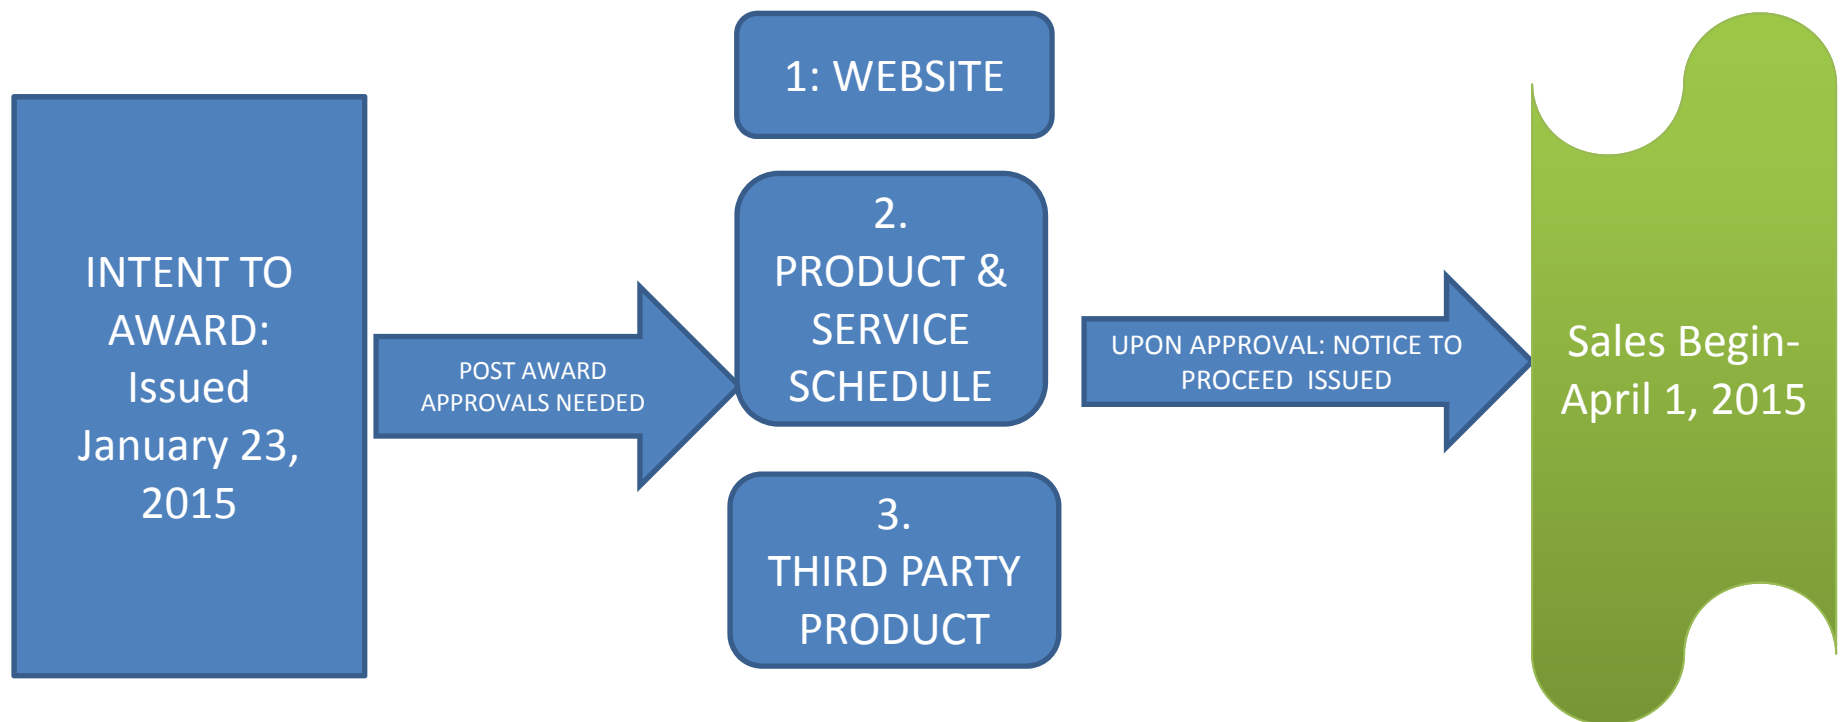 INTENT TO
AWARD:
Issued
January 23,
2015
POST AWARD
APPROVALS NEEDED
1: WEBSITE
2.
PRODUCT &
SERVICE
SCHEDULE
3.
THIRD PARTY
PRODUCT
UPON APPROVAL: NOTICE TO
PROCEED ISSUED
Sales Begin-
April 1, 2015